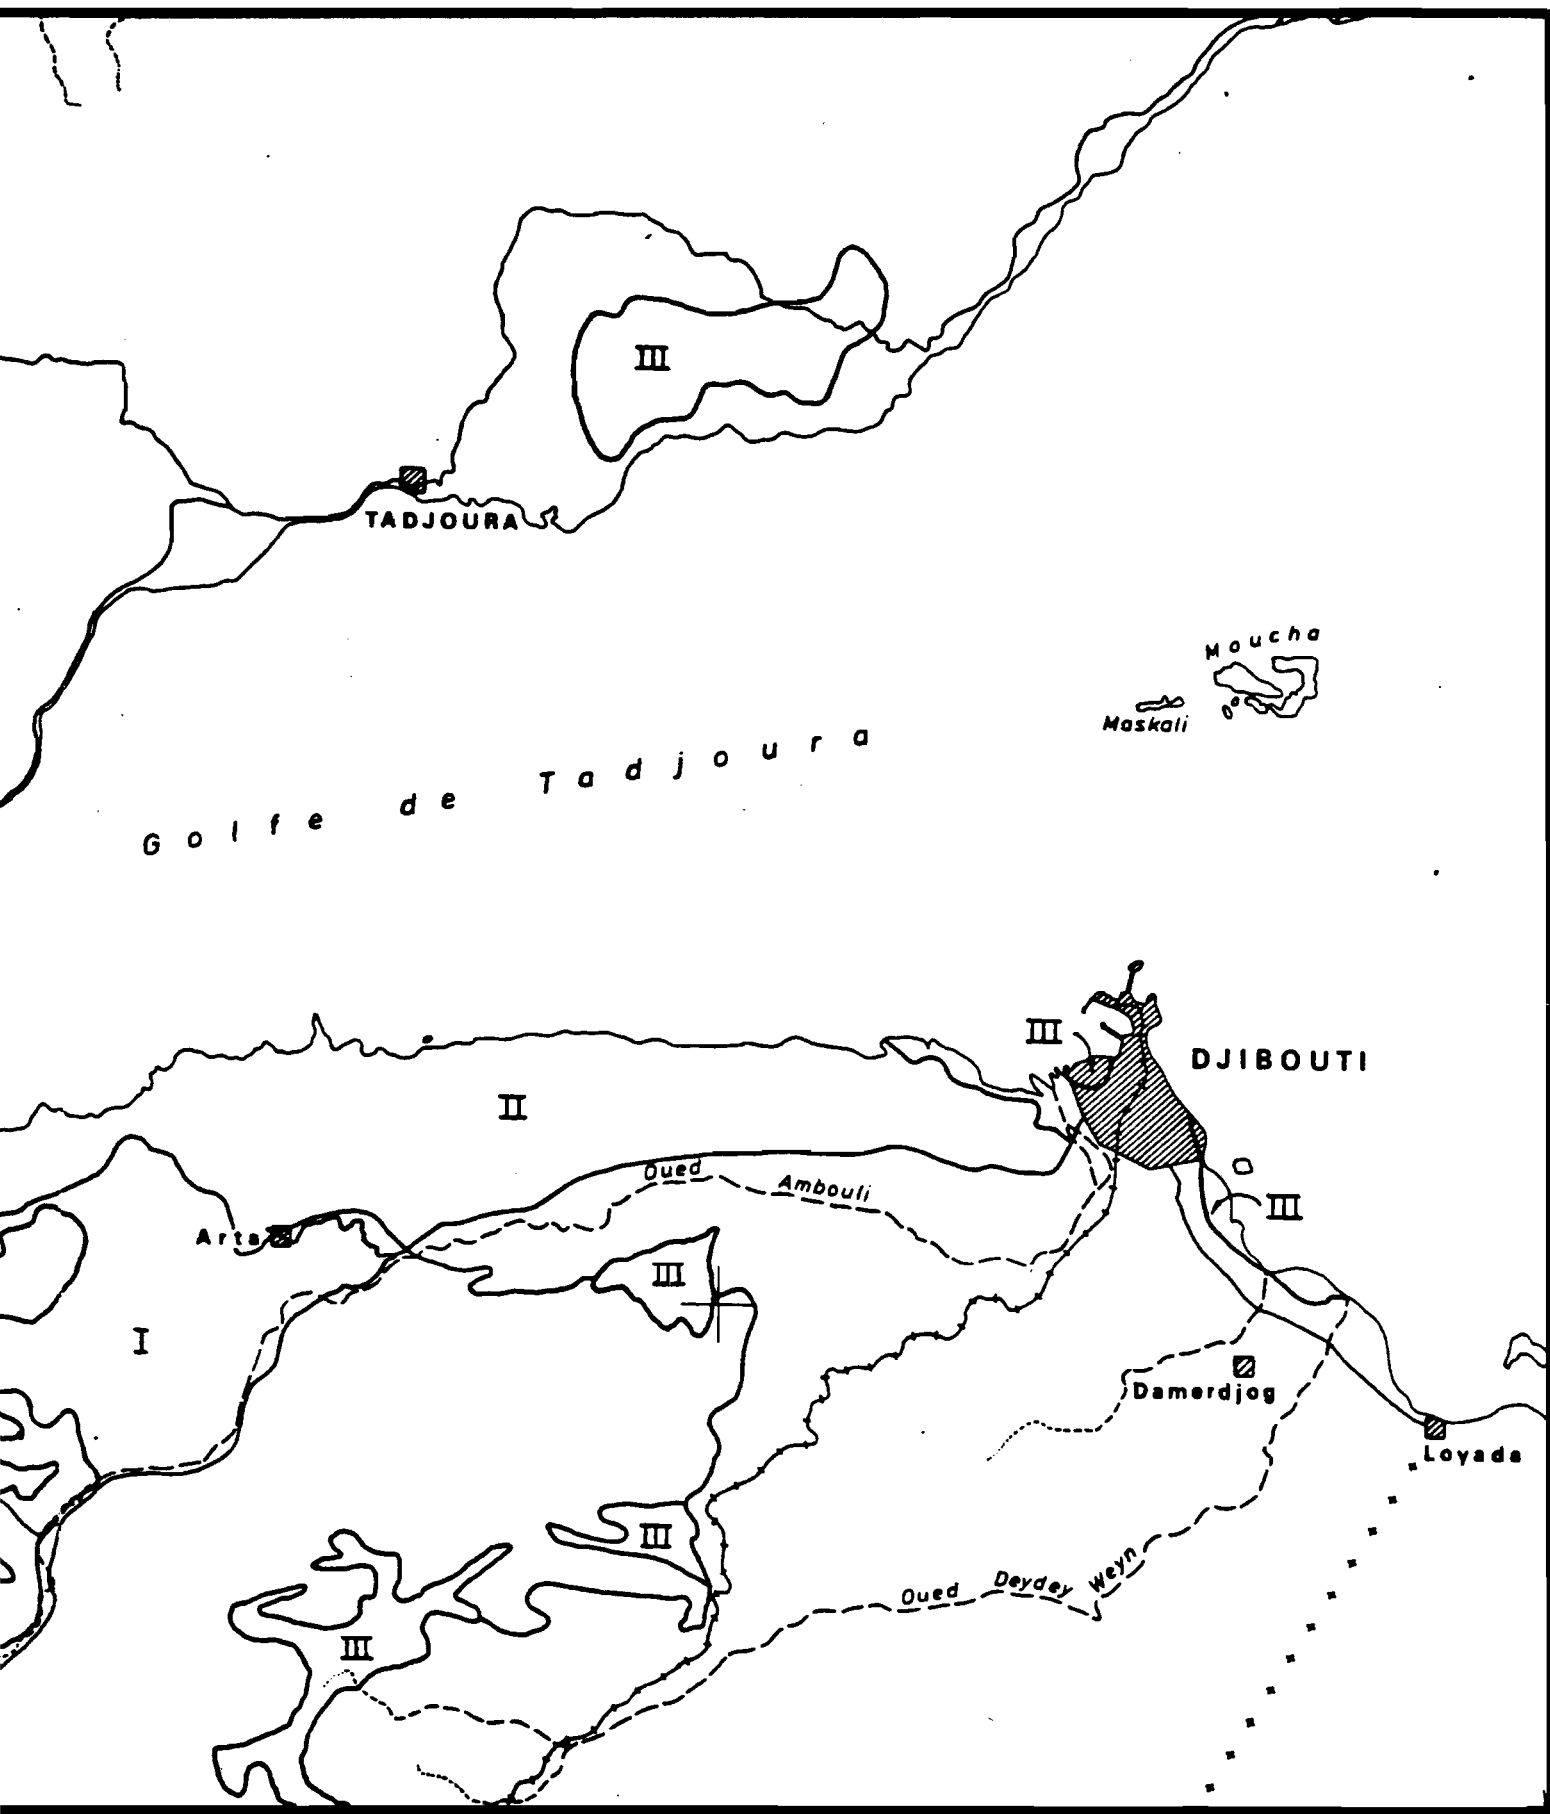 III
TADJOURA
Moucha
Maskali
Golfe de Tadjoura
III
DJIBOUTI
II
Oued Ambouli
III
Arta
III
I
Damerdjog
Loyada
III
Oued Deydey Weyn
III